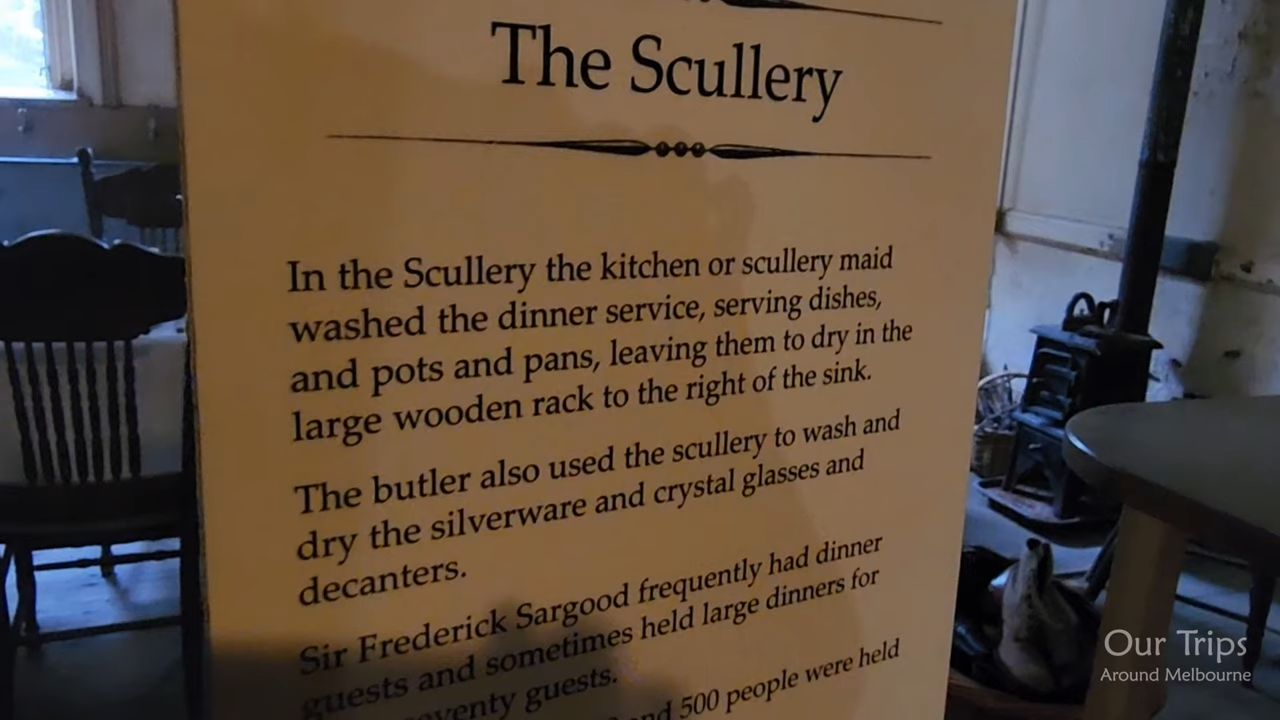 The Scullery
In the Scullery the kitchen or scullery maid
washed the dinner service, serving dishes,
and pots and pans, leaving them to dry in the
large wooden rack to the right of the sink.
The butler also used the scullery to wash and
dry the silverware and crystal glasses and
decanters.
Sir Frederick Sargood frequently had dinner
guests and sometimes held large dinners for
guests.
500 people were held
Our Trips
Around Melbourne